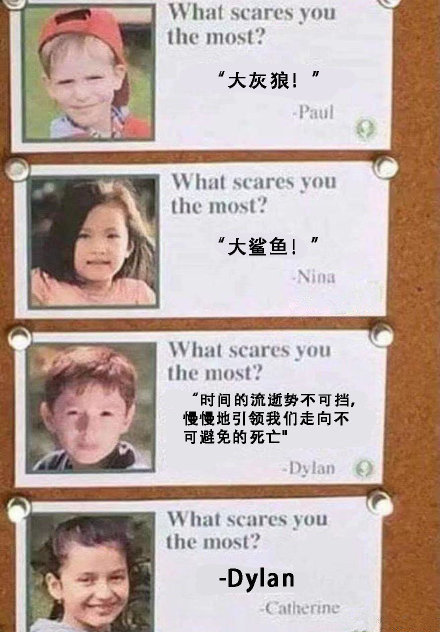 What scares you
the most?
“大灰狼！”
-Paul
What scares you
the most?
“大鲨鱼！”
-Nina
What scares you
the most?
“时间的流逝势不可挡,
慢慢地引领我们走向不
可避免的死亡"
-Dylan
What scares you
the most?
-Dylan
-Catherine